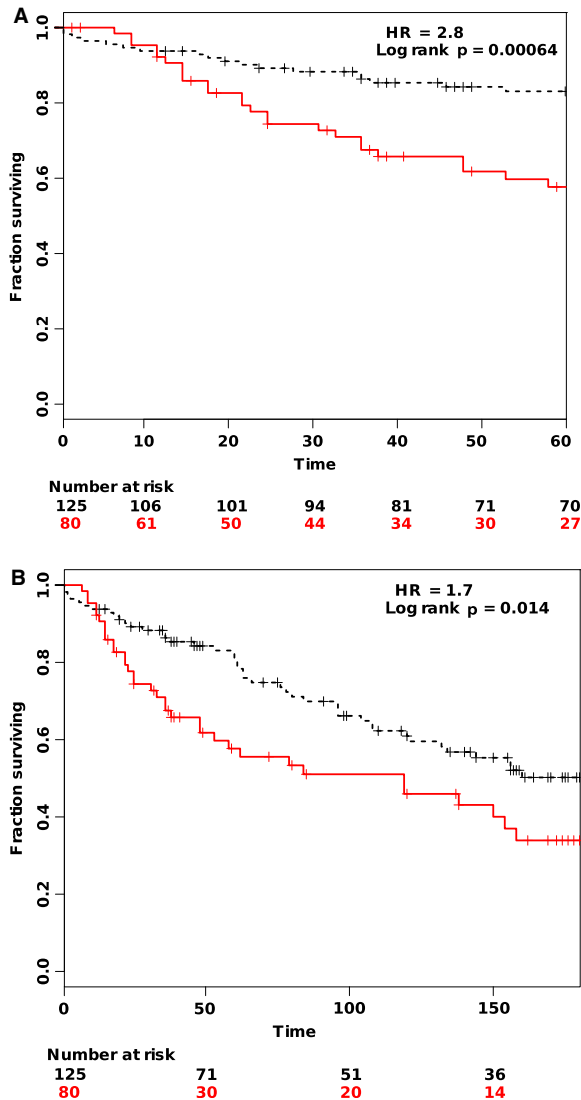 A
HR = 2.8
Log rank p = 0.00064
1.0
0.8
0.6
0.4
0.2
0.0
Fraction surviving
0 10 20 30 40 50 60
Time
Number at risk
125 106 101 94 81 71 70
80 61 50 44 34 30 27
B
HR = 1.7
Log rank p = 0.014
1.0
0.8
0.6
0.4
0.2
0.0
Fraction surviving
0 50 100 150
Time
Number at risk
125 71 51 36
80 30 20 14